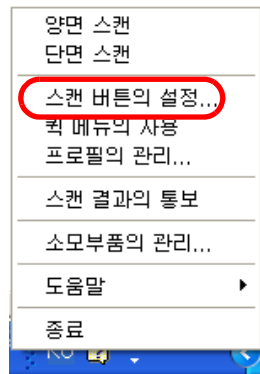 양면 스캔
단면 스캔
스캔 버튼의 설정...
퀵 메뉴의 사용
프로필의 관리...
스캔 결과의 통보
소모부품의 관리...
도움말
종료
KO